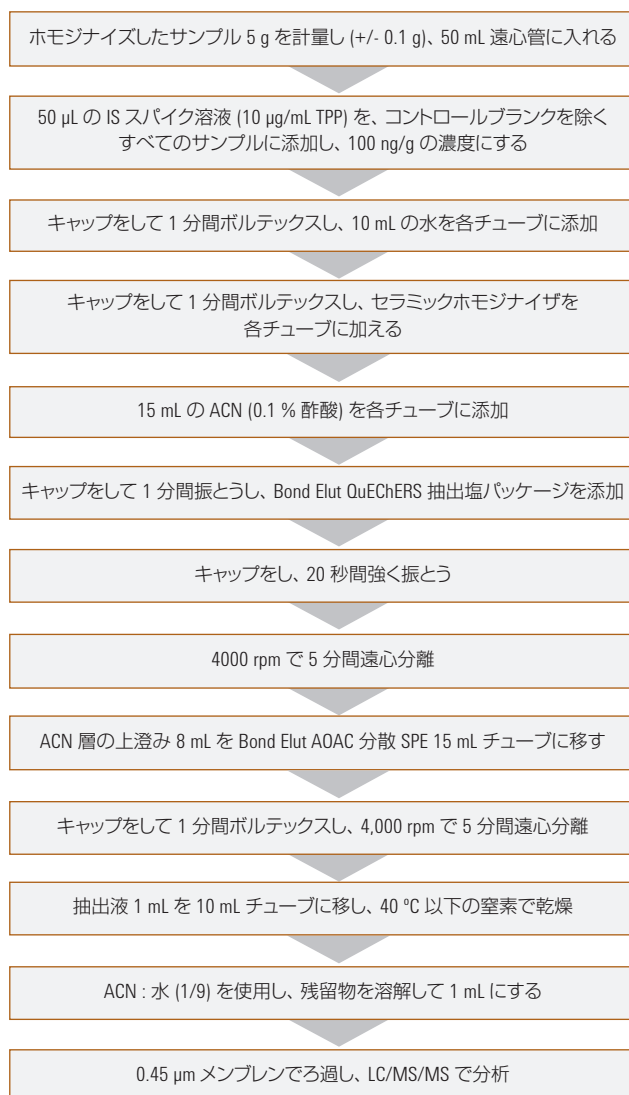 ホモジナイズしたサンプル 5 g を計量し (+/- 0.1 g)、50 mL 遠心管に入れる
50 µL の IS スパイク溶液 (10 µg/mL TPP) を、コントロールブランクを除く
すべてのサンプルに添加し、100 ng/g の濃度にする
キャップをして 1 分間ボルテックスし、10 mL の水を各チューブに添加
キャップをして 1 分間ボルテックスし、セラミックホモジナイザを
各チューブに加える
15 mL の ACN (0.1 % 酢酸) を各チューブに添加
キャップをして 1 分間振とうし、Bond Elut QuEChERS 抽出塩パッケージを添加
キャップをし、20 秒間強く振とう
4000 rpm で 5 分間遠心分離
ACN 層の上澄み 8 mL を Bond Elut AOAC 分散 SPE 15 mL チューブに移す
キャップをして 1 分間ボルテックスし、4,000 rpm で 5 分間遠心分離
抽出液 1 mL を 10 mL チューブに移し、40 ºC 以下の窒素で乾燥
ACN : 水 (1/9) を使用し、残留物を溶解して 1 mL にする
0.45 µm メンブレンでろ過し、LC/MS/MS で分析